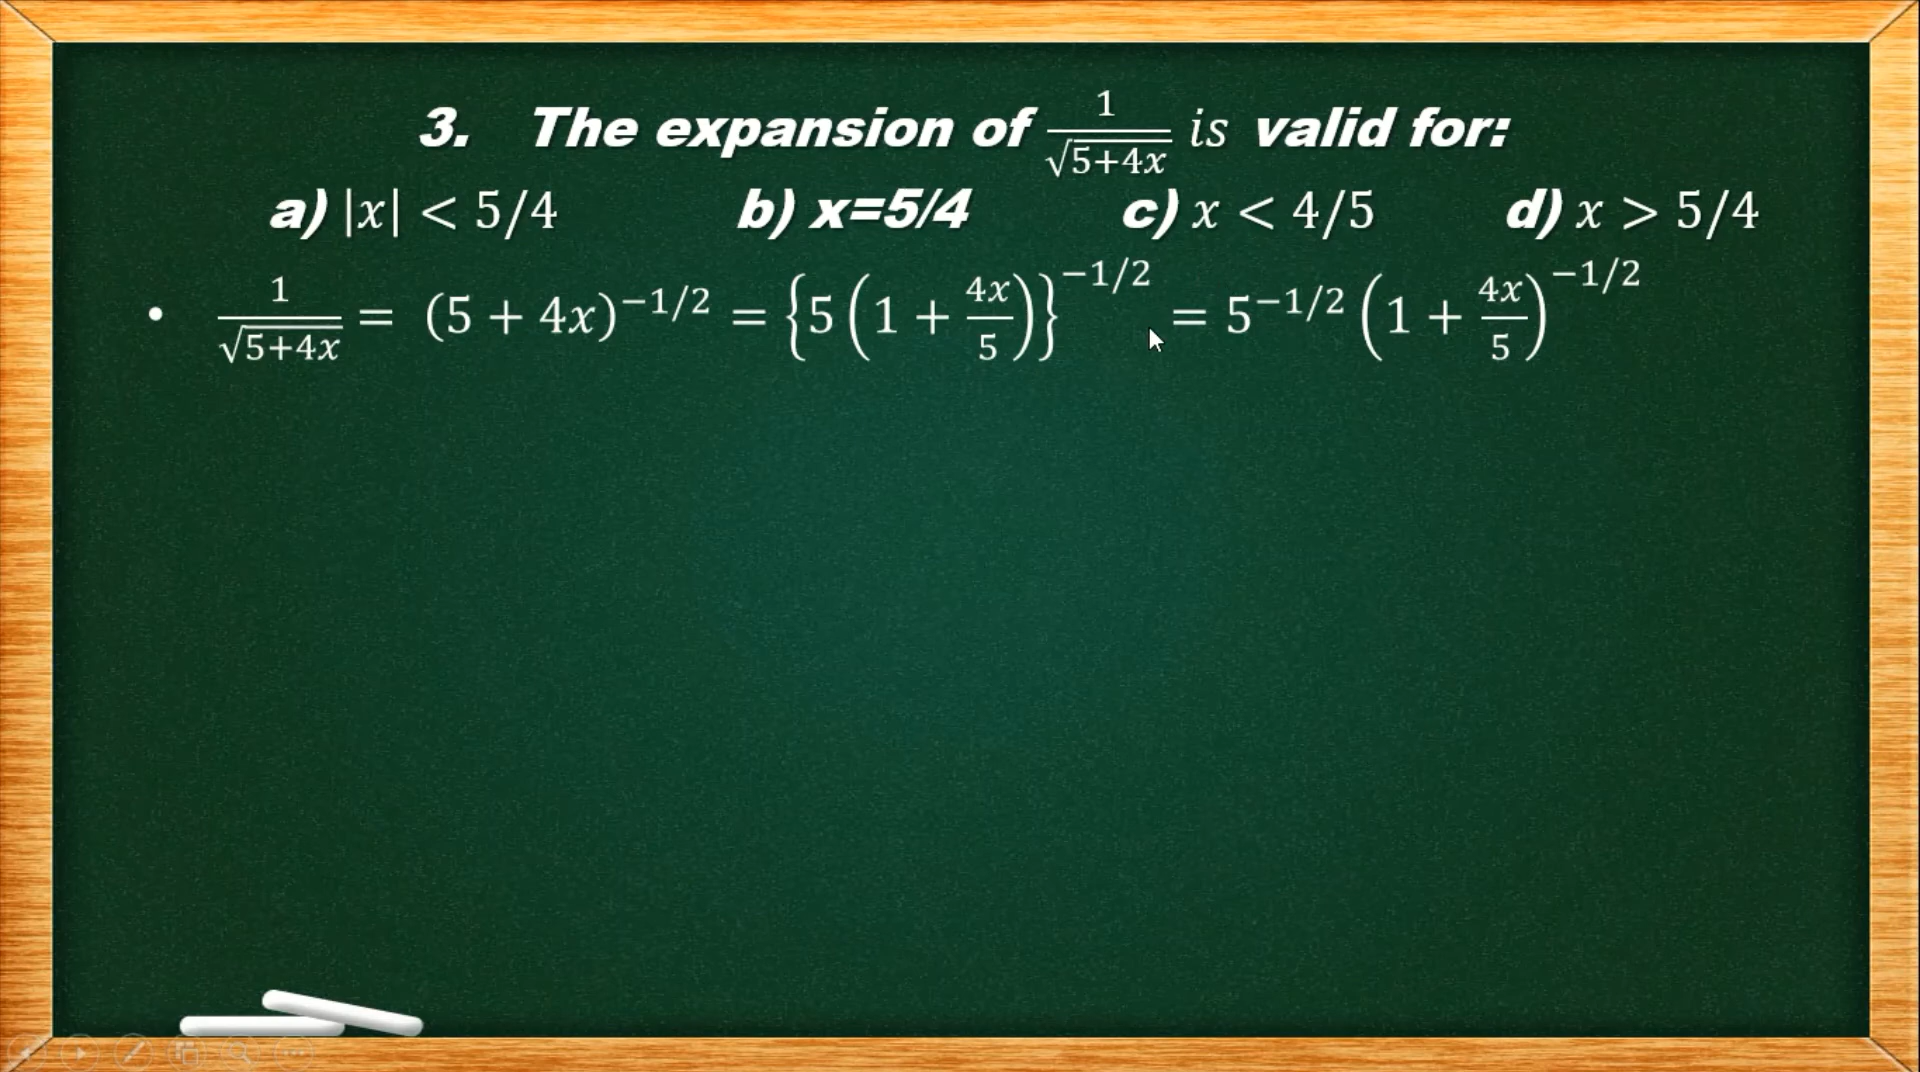 3. The expansion of 1/√(5+4x) is valid for:
a) |x| < 5/4 b) x=5/4 c) x < 4/5 d) x > 5/4
• 1/√(5+4x) = (5 + 4x)^(−1/2) = {5(1 + 4x/5)}^(−1/2) = 5^(−1/2) (1 + 4x/5)^(−1/2)